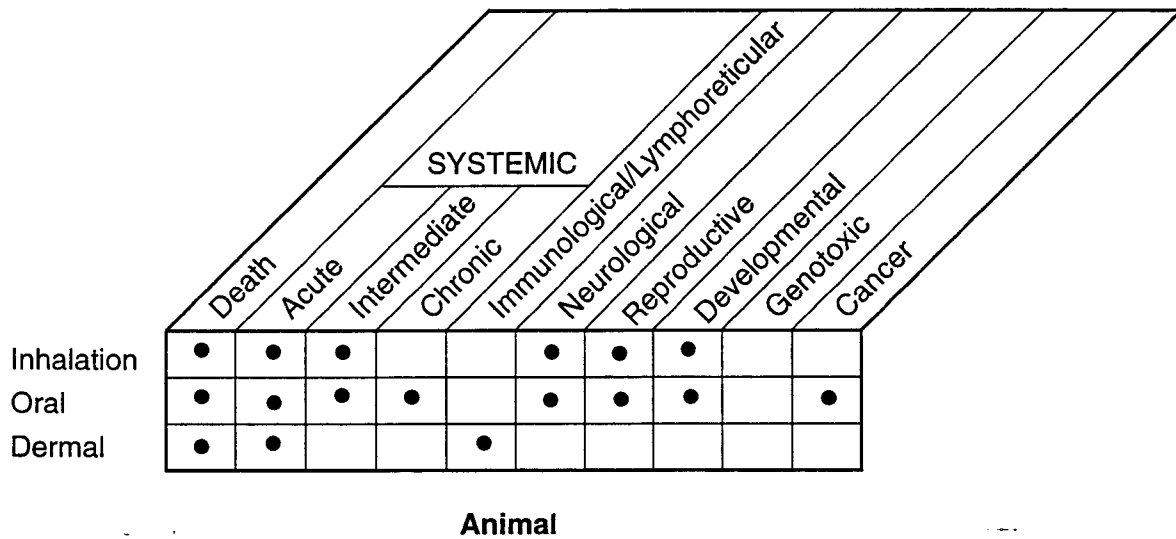 SYSTEMIC
Death
Acute
Intermediate
Chronic
Immunological/Lymphoreticular
Neurological
Reproductive
Developmental
Genotoxic
Cancer
Inhalation
Oral
Dermal
Animal